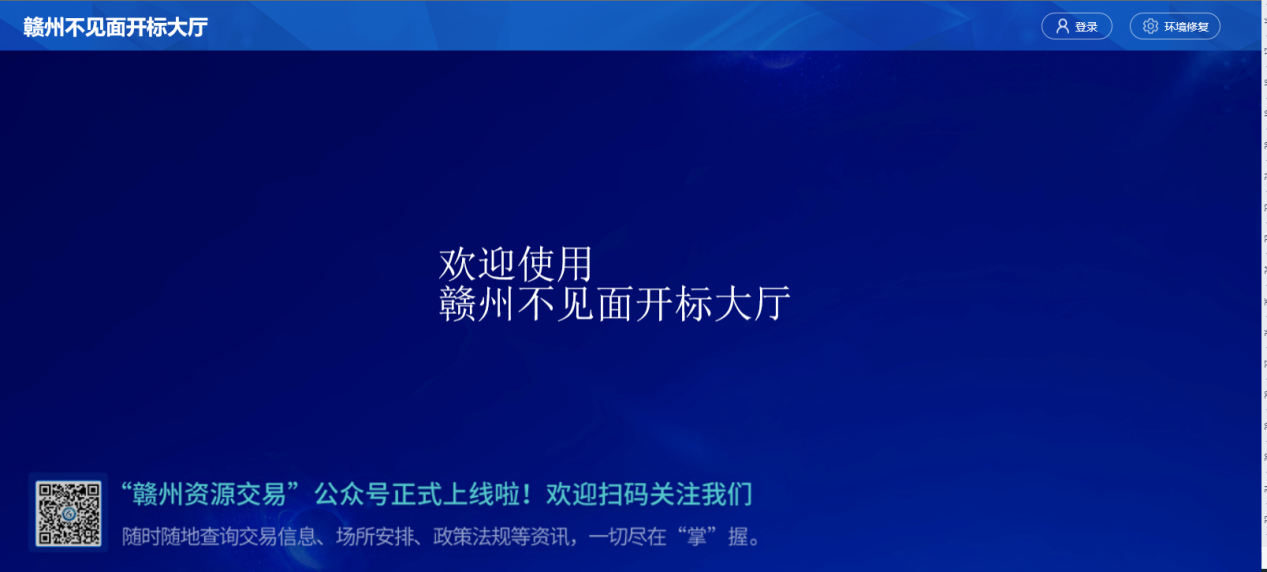 赣州不见面开标大厅
登录
环境修复
欢迎使用
赣州不见面开标大厅
“赣州资源交易”公众号正式上线啦！欢迎扫码关注我们
随时随地查询交易信息、场所安排、政策法规等资讯，一切尽在“掌”握。